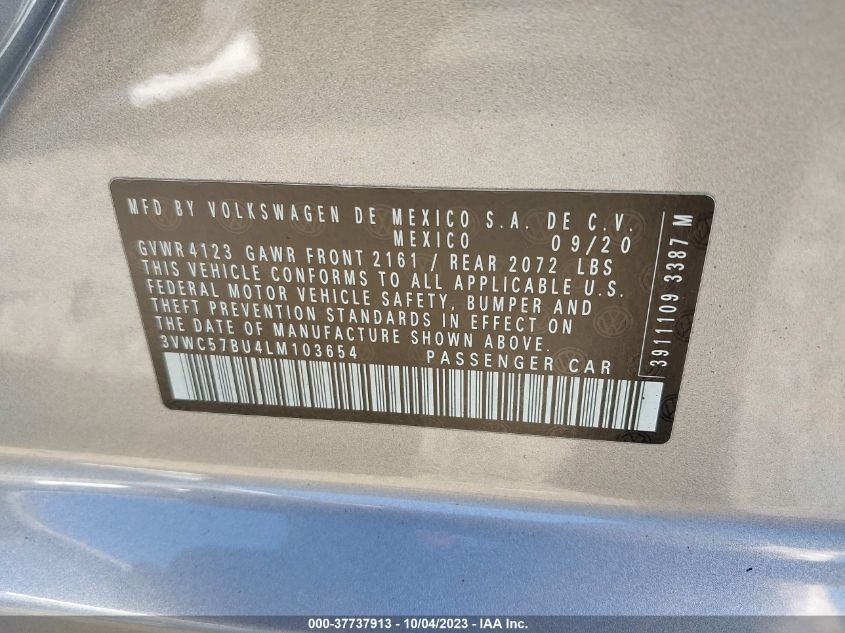 MFD BY VOLKSWAGEN DE MEXICO S.A. DE C.V.
MEXICO 09/20
GVWR 4123 GAWR FRONT 2161 / REAR 2072 LBS
THIS VEHICLE CONFORMS TO ALL APPLICABLE U.S.
FEDERAL MOTOR VEHICLE SAFETY, BUMPER AND
THEFT PREVENTION STANDARDS IN EFFECT ON
THE DATE OF MANUFACTURE SHOWN ABOVE.
3VWC57BU4LM103654 PASSENGER CAR
3911109 3387 M
000-37737913 - 10/04/2023 - IAA Inc.